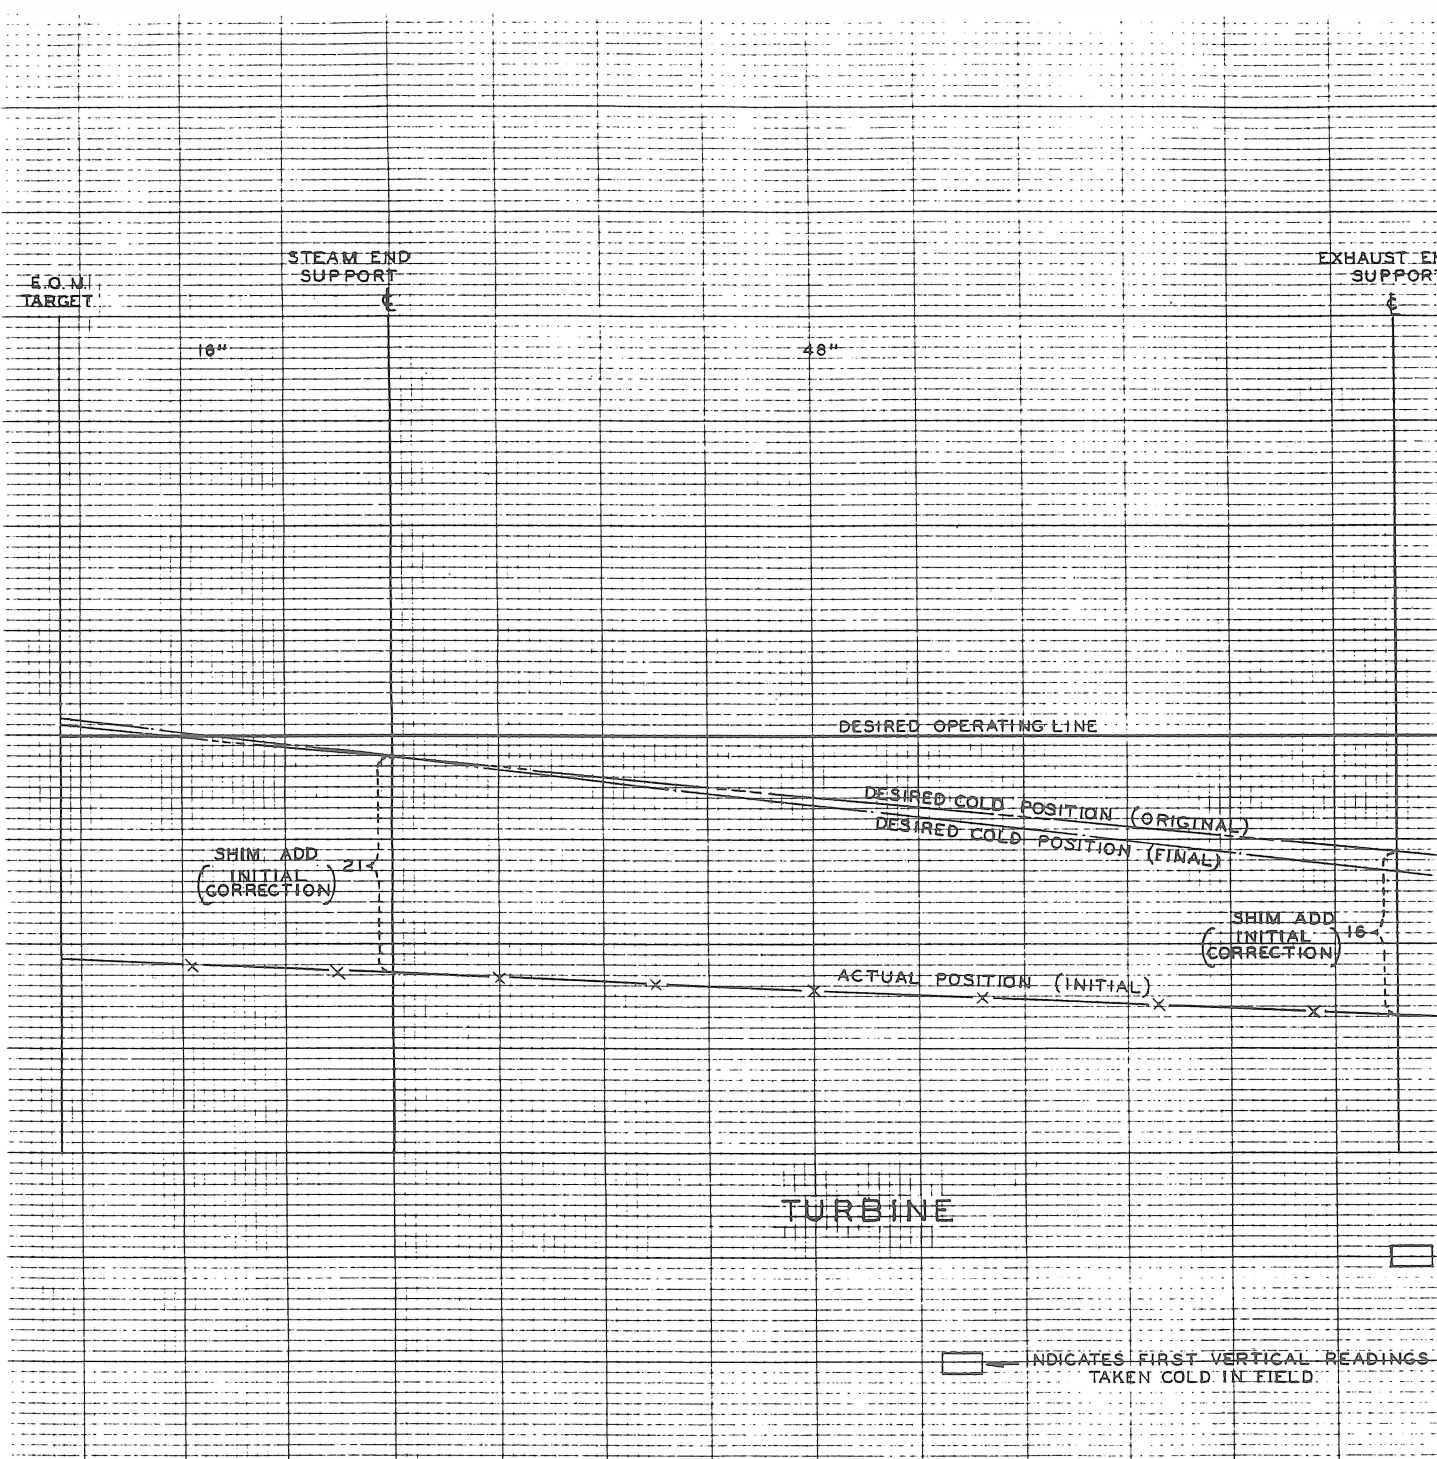 STEAM END
SUPPORT
℄
EXHAUST
SUPPORT
℄
E.O.M.
TARGET
16"
48"
DESIRED OPERATING LINE
DESIRED COLD POSITION (ORIGINAL)
DESIRED COLD POSITION (FINAL)
SHIM ADD
(INITIAL
CORRECTION)
21
SHIM ADD
(INITIAL
CORRECTION)
16
ACTUAL POSITION (INITIAL)
TURBINE
INDICATES FIRST VERTICAL READINGS
TAKEN COLD IN FIELD